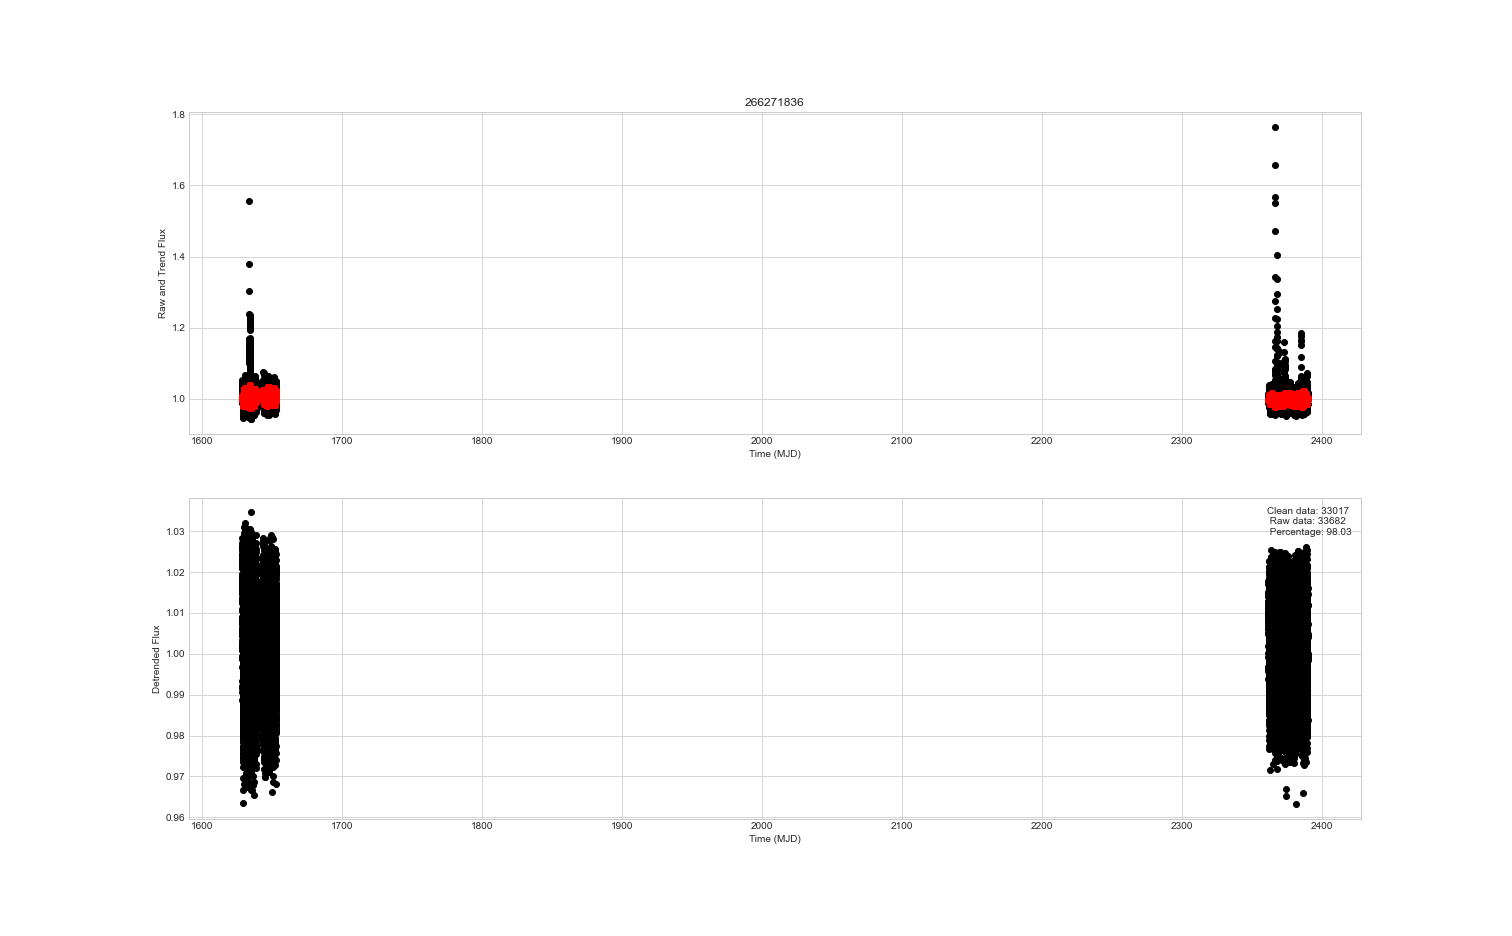 266271836
1.8
1.6
1.4
1.2
1.0
Raw and Trend Flux
1600 1700 1800 1900 2000 2100 2200 2300 2400
Time (MJD)
Clean data: 33017
Raw data: 33682
Percentage: 98.03
1.03
1.02
1.01
1.00
0.99
0.98
0.97
0.96
Detrended Flux
1600 1700 1800 1900 2000 2100 2200 2300 2400
Time (MJD)